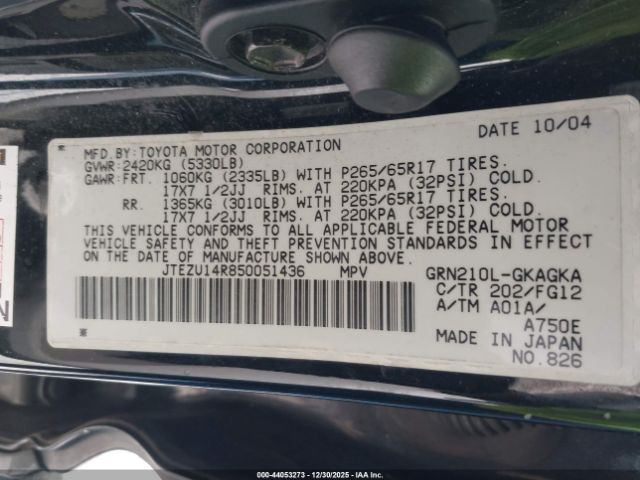 DATE 10/04
MFD.BY:TOYOTA MOTOR CORPORATION
GVWR:2420KG (5330LB)
GAWR:FRT. 1060KG (2335LB) WITH P265/65R17 TIRES.
17X7 1/2JJ RIMS. AT 220KPA (32PSI) COLD.
RR. 1365KG (3010LB) WITH P265/65R17 TIRES.
17X7 1/2JJ RIMS. AT 220KPA (32PSI) COLD.
THIS VEHICLE CONFORMS TO ALL APPLICABLE FEDERAL MOTOR
VEHICLE SAFETY AND THEFT PREVENTION STANDARDS IN EFFECT
ON THE DATE OF MANUFACTURE SHOWN ABOVE.
JTEZU14R850051436 MPV
GRN210L-GKAGKA
C/TR 202/FG12
A/TM A01A/
A750E
MADE IN JAPAN
NO.826
000-44053273 - 12/30/2025 - COPYRIGHT IAA, LLC.